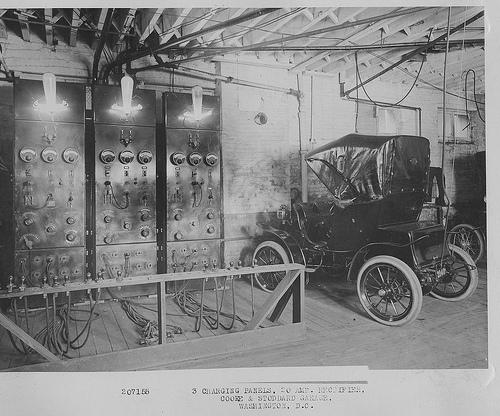 207155 3 CHARGING PANELS, 20 AMP. RECTIFIER,
COOKE & STODDARD GARAGE,
WASHINGTON, D.C.